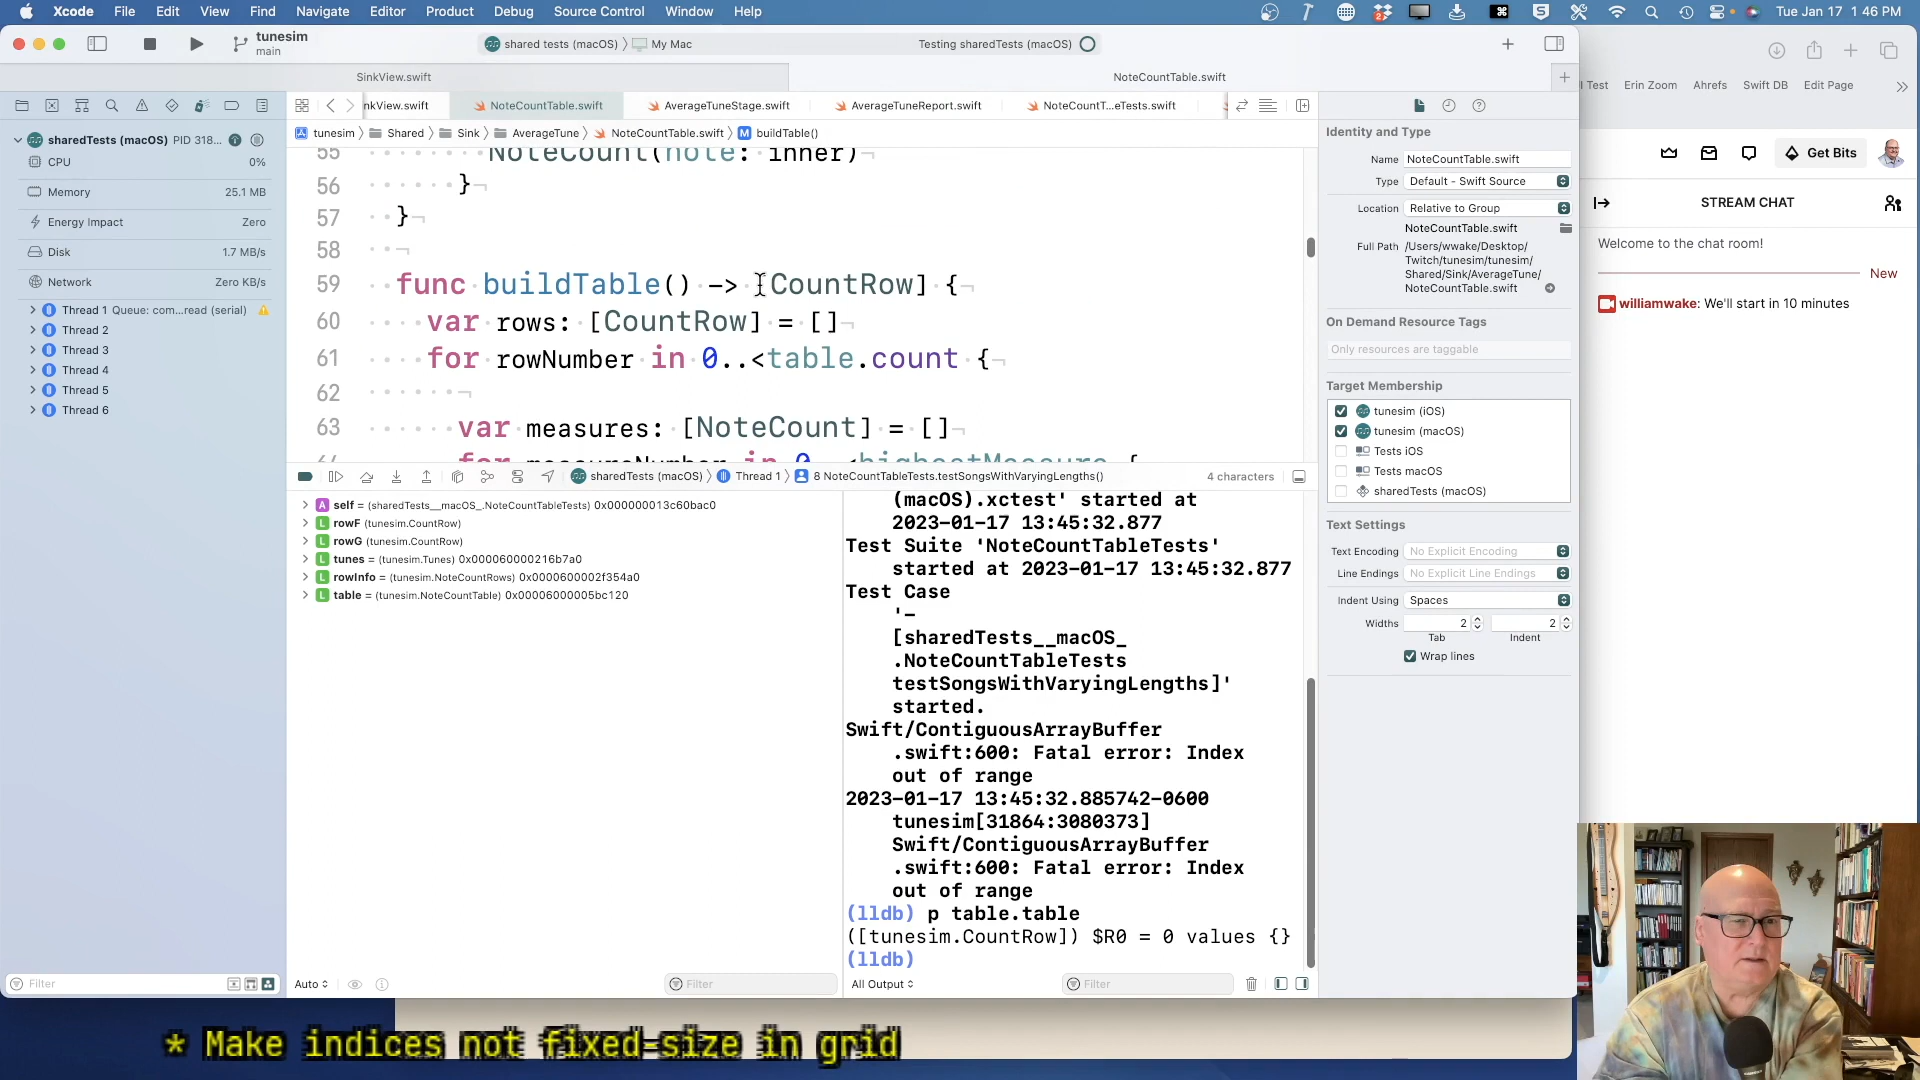 Xcode File Edit View Find Navigate Editor Product Debug Source Control Window Help Tue Jan 17 1:46 PM
tunesim
main
shared tests (macOS) My Mac Testing sharedTests (macOS)
SinkView.swift NoteCountTable.swift
nkView.swift NoteCountTable.swift AverageTuneStage.swift AverageTuneReport.swift NoteCountT...eTests.swift
tunesim Shared Sink AverageTune NoteCountTable.swift M buildTable()
sharedTests (macOS) PID 318...
CPU 0%
Memory 25.1 MB
Energy Impact Zero
Disk 1.7 MB/s
Network Zero KB/s
Thread 1 Queue: com...read (serial)
Thread 2
Thread 3
Thread 4
Thread 5
Thread 6
Filter
55 NoteCount(note: inner)
56 }
57 }
58
59 func buildTable() -> [CountRow] {
60 var rows: [CountRow] = []
61 for rowNumber in 0..<table.count {
62
63 var measures: [NoteCount] = []
64 for measureNumber in 0..<highestMeasure {
sharedTests (macOS) Thread 1 8 NoteCountTableTests.testSongsWithVaryingLengths() 4 characters
A self = (sharedTests__macOS_.NoteCountTableTests) 0x000000013c60bac0
L rowF (tunesim.CountRow)
L rowG (tunesim.CountRow)
L tunes = (tunesim.Tunes) 0x000060000216b7a0
L rowInfo = (tunesim.NoteCountRows) 0x0000600002f354a0
L table = (tunesim.NoteCountTable) 0x00006000005bc120
Auto Filter
(macOS).xctest' started at
2023-01-17 13:45:32.877
Test Suite 'NoteCountTableTests'
started at 2023-01-17 13:45:32.877
Test Case
'-
[sharedTests__macOS_
.NoteCountTableTests
testSongsWithVaryingLengths]'
started.
Swift/ContiguousArrayBuffer
.swift:600: Fatal error: Index
out of range
2023-01-17 13:45:32.885742-0600
tunesim[31864:3080373]
Swift/ContiguousArrayBuffer
.swift:600: Fatal error: Index
out of range
(lldb) p table.table
([tunesim.CountRow]) $R0 = 0 values {}
(lldb)
All Output Filter
Identity and Type
Name NoteCountTable.swift
Type Default - Swift Source
Location Relative to Group
NoteCountTable.swift
Full Path /Users/wwake/Desktop/
Twitch/tunesim/tunesim/
Shared/Sink/AverageTune/
NoteCountTable.swift
On Demand Resource Tags
Only resources are taggable
Target Membership
tunesim (iOS)
tunesim (macOS)
Tests iOS
Tests macOS
sharedTests (macOS)
Text Settings
Text Encoding No Explicit Encoding
Line Endings No Explicit Line Endings
Indent Using Spaces
Widths 2 2
Tab Indent
Wrap lines
Test Erin Zoom Ahrefs Swift DB Edit Page
Get Bits
STREAM CHAT
Welcome to the chat room!
New
williamwake: We'll start in 10 minutes
* Make indices not fixed-size in grid